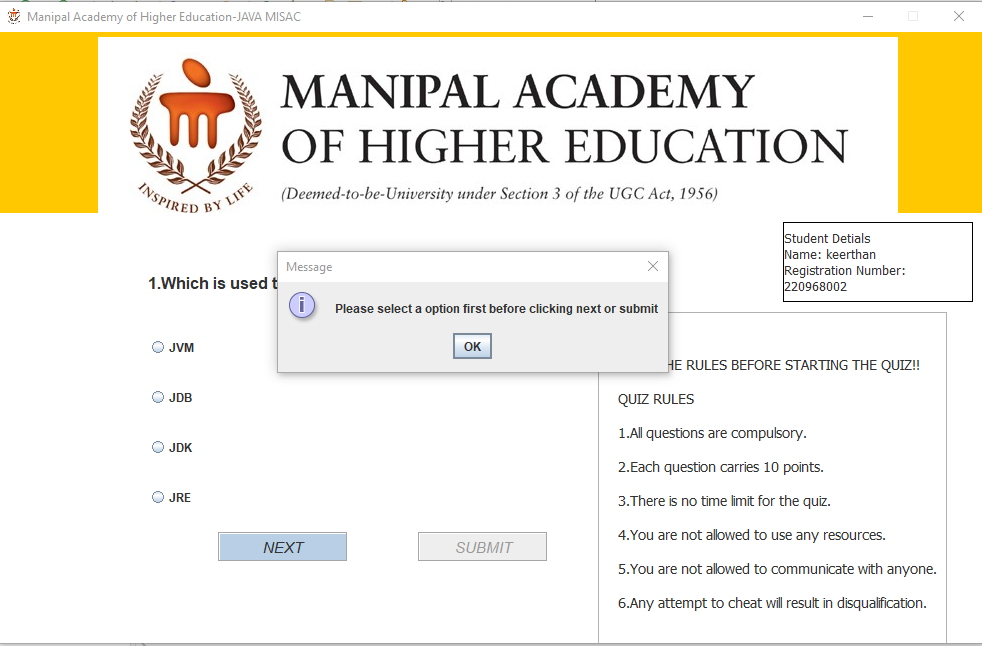 Manipal Academy of Higher Education-JAVA MISAC
MANIPAL ACADEMY
OF HIGHER EDUCATION
(Deemed-to-be-University under Section 3 of the UGC Act, 1956)
INSPIRED BY LIFE
Student Detials
Name: keerthan
Registration Number:
220968002
1.Which is used
Message
Please select a option first before clicking next or submit
OK
JVM
JDB
JDK
JRE
NEXT
SUBMIT
RULES BEFORE STARTING THE QUIZ!!
QUIZ RULES
1.All questions are compulsory.
2.Each question carries 10 points.
3.There is no time limit for the quiz.
4.You are not allowed to use any resources.
5.You are not allowed to communicate with anyone.
6.Any attempt to cheat will result in disqualification.